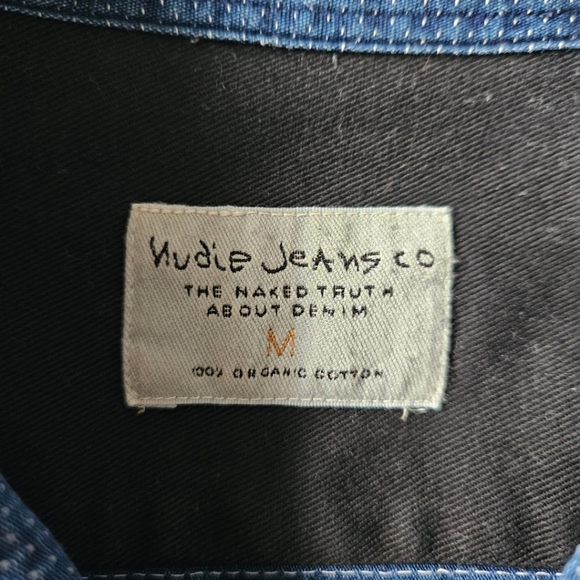 Nudie Jeans co
THE NAKED TRUTH
ABOUT DENIM
M
100% ORGANIC COTTON